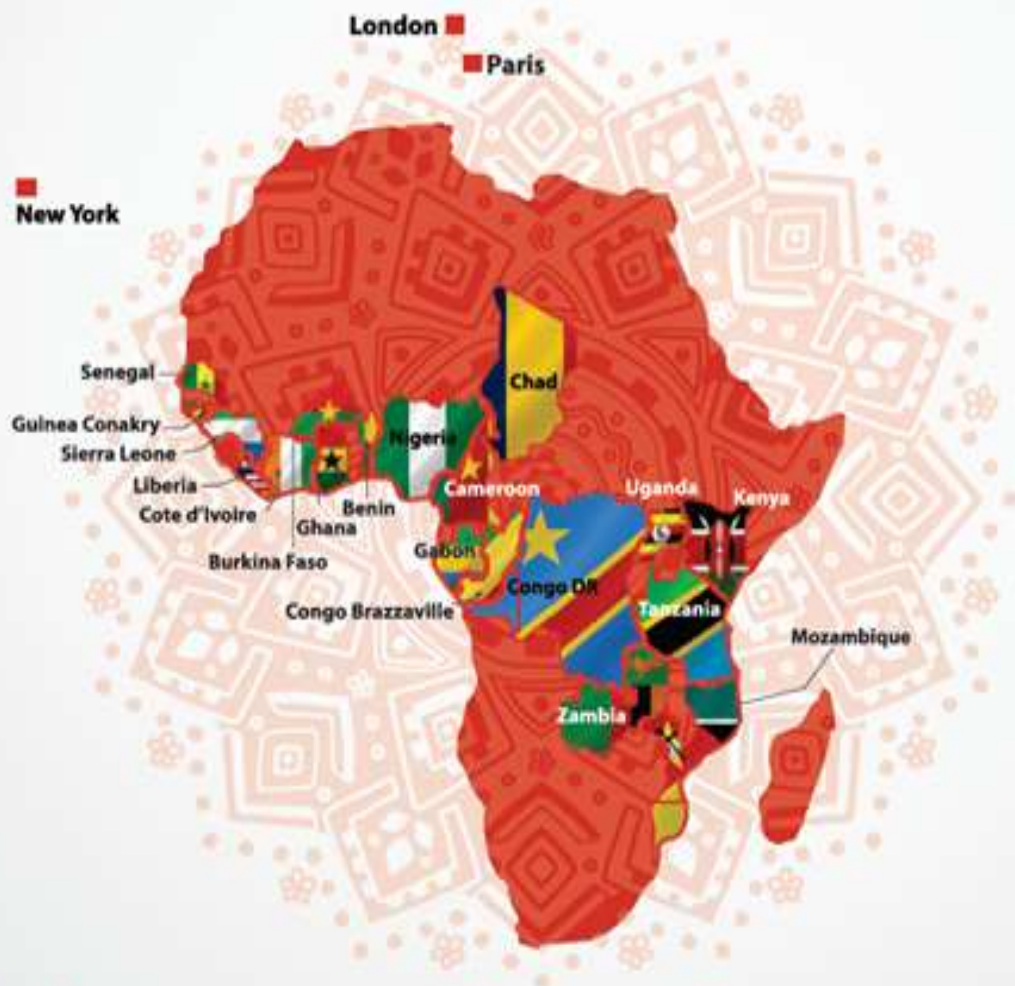 London
Paris
New York
Senegal
Chad
Guinea Conakry
Nigeria
Sierra Leone
Liberia
Cameroon
Uganda
Kenya
Cote d'Ivoire
Benin
Ghana
Gabon
Burkina Faso
Congo DR
Congo Brazzaville
Tanzania
Mozambique
Zambia